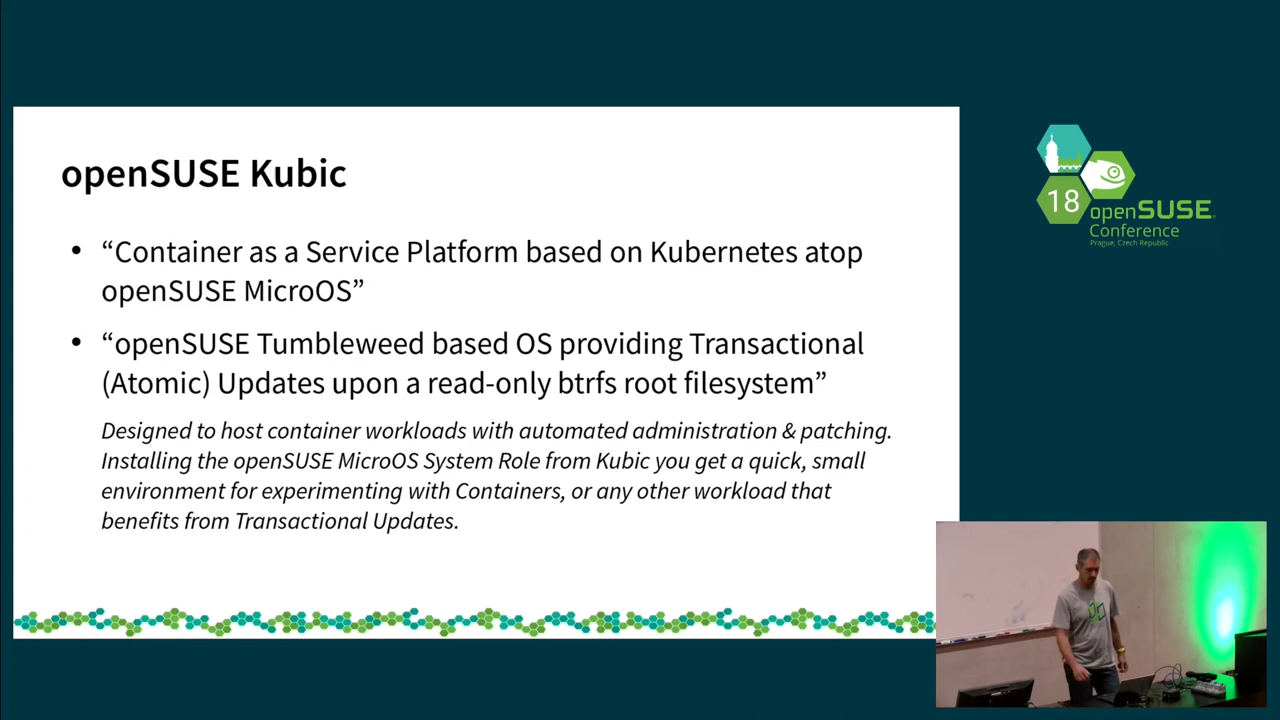 openSUSE Kubic
• “Container as a Service Platform based on Kubernetes atop
openSUSE MicroOS”
• “openSUSE Tumbleweed based OS providing Transactional
(Atomic) Updates upon a read-only btrfs root filesystem”
Designed to host container workloads with automated administration & patching.
Installing the openSUSE MicroOS System Role from Kubic you get a quick, small
environment for experimenting with Containers, or any other workload that
benefits from Transactional Updates.
18
openSUSE
Conference
Prague, Czech Republic